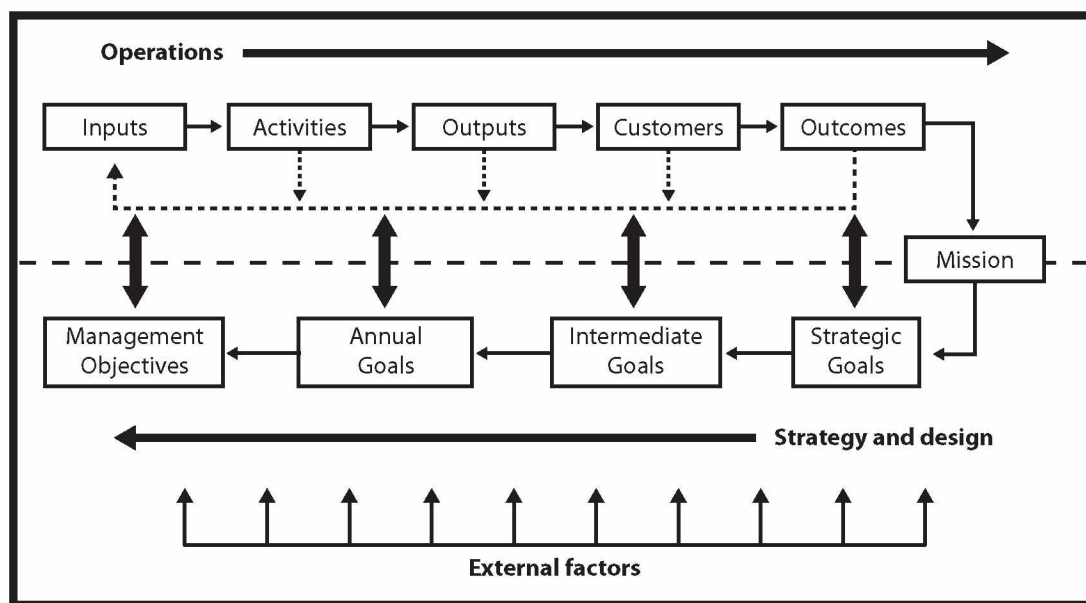 Operations
Inputs
Activities
Outputs
Customers
Outcomes
Mission
Management
Objectives
Annual
Goals
Intermediate
Goals
Strategic
Goals
Strategy and design
External factors